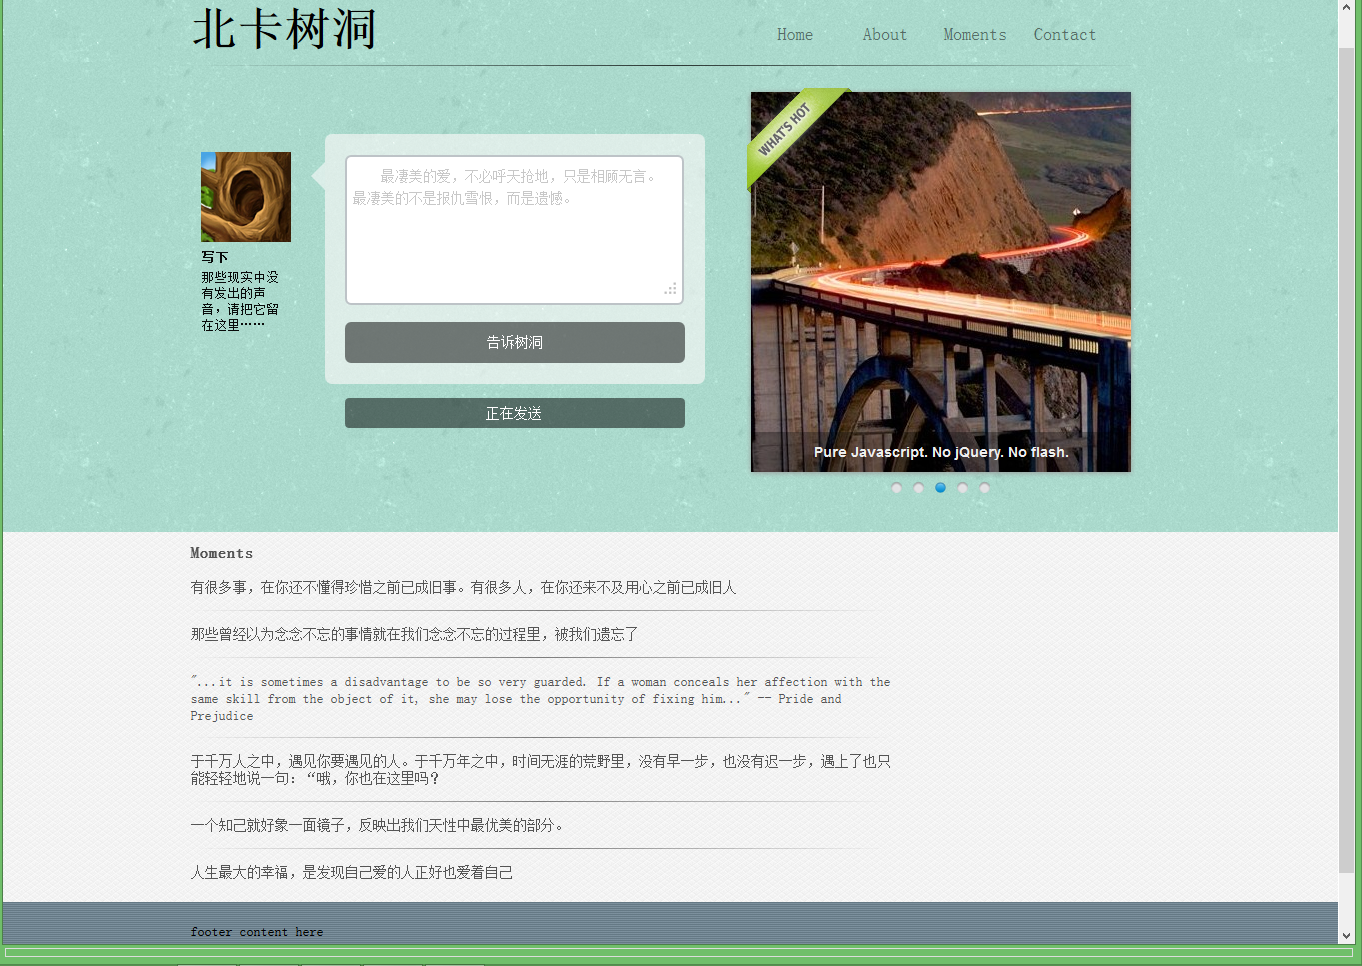 北卡树洞
Home About Moments Contact
WHAT'S HOT
最凄美的爱，不必呼天抢地，只是相顾无言。
最凄美的不是报仇雪恨，而是遗憾。
写下
那些现实中没
有发出的声
音，请把它留
在这里……
告诉树洞
正在发送
Pure Javascript. No jQuery. No flash.
Moments
有很多事，在你还不懂得珍惜之前已成旧事。有很多人，在你还来不及用心之前已成旧人
那些曾经以为念念不忘的事情就在我们念念不忘的过程里，被我们遗忘了
"...it is sometimes a disadvantage to be so very guarded. If a woman conceals her affection with the
same skill from the object of it, she may lose the opportunity of fixing him..." -- Pride and
Prejudice
于千万人之中，遇见你要遇见的人。于千万年之中，时间无涯的荒野里，没有早一步，也没有迟一步，遇上了也只
能轻轻地说一句：“哦，你也在这里吗？
一个知己就好象一面镜子，反映出我们天性中最优美的部分。
人生最大的幸福，是发现自己爱的人正好也爱着自己
footer content here